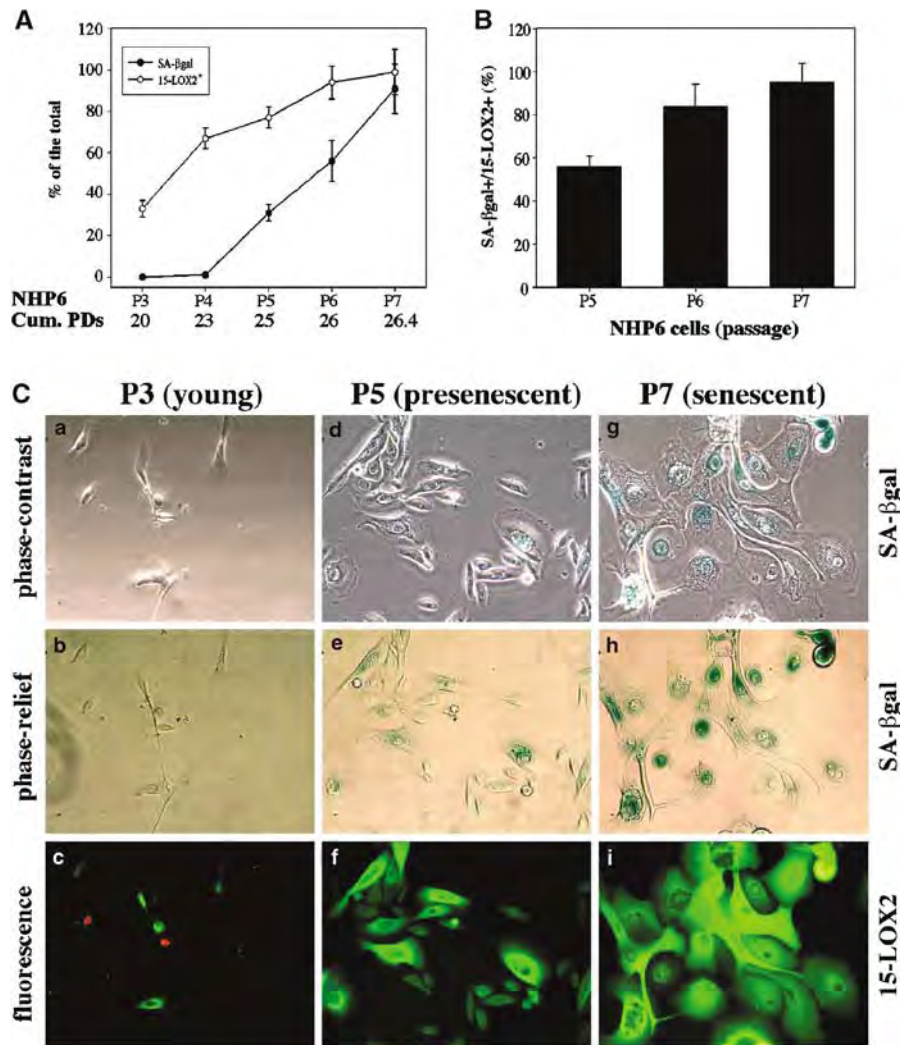 A
120
100
80
60
40
20
0
% of the total
SA-βgal
15-LOX2+
NHP6 P3 P4 P5 P6 P7
Cum. PDs 20 23 25 26 26.4
B
120
100
80
60
40
20
0
SA-βgal+/15-LOX2+ (%)
P5 P6 P7
NHP6 cells (passage)
C
P3 (young) P5 (presenescent) P7 (senescent)
phase-contrast
a d g
SA-βgal
phase-relief
b e h
SA-βgal
fluorescence
c f i
15-LOX2